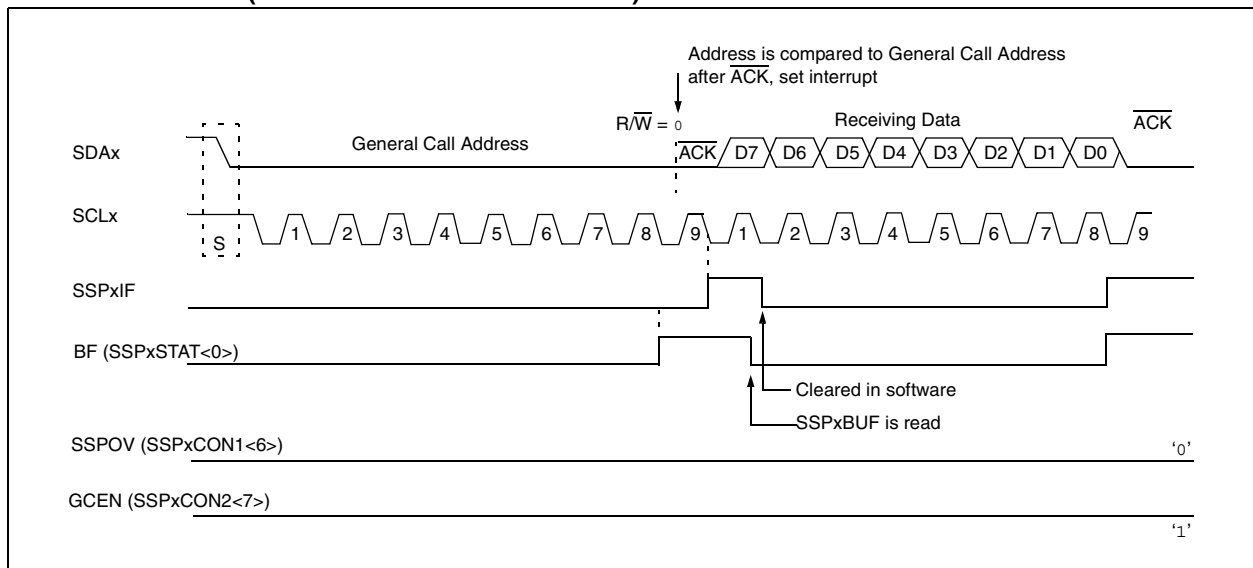 Address is compared to General Call Address
after ACK, set interrupt
R/W = 0
Receiving Data
ACK
SDAx
General Call Address
ACK D7 D6 D5 D4 D3 D2 D1 D0
SCLx
S 1 2 3 4 5 6 7 8 9 1 2 3 4 5 6 7 8 9
SSPxIF
BF (SSPxSTAT<0>)
Cleared in software
SSPxBUF is read
SSPOV (SSPxCON1<6>)
‘0’
GCEN (SSPxCON2<7>)
‘1’